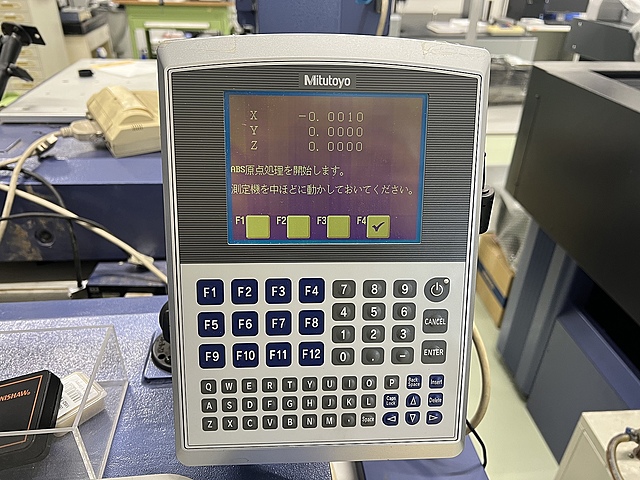 Mitutoyo
X -0.0010
Y 0.0000
Z 0.0000
ABS原点処理を開始します。
測定機を中ほどに動かしておいてください。
F1 F2 F3 F4
F1 F2 F3 F4 7 8 9
F5 F6 F7 F8 4 5 6 CANCEL
1 2 3
F9 F10 F11 F12 0 . - ENTER
Q W E R T Y U I O P Back Space Insert
A S D F G H J K L Caps Lock Delete
Z X C V B N M Space